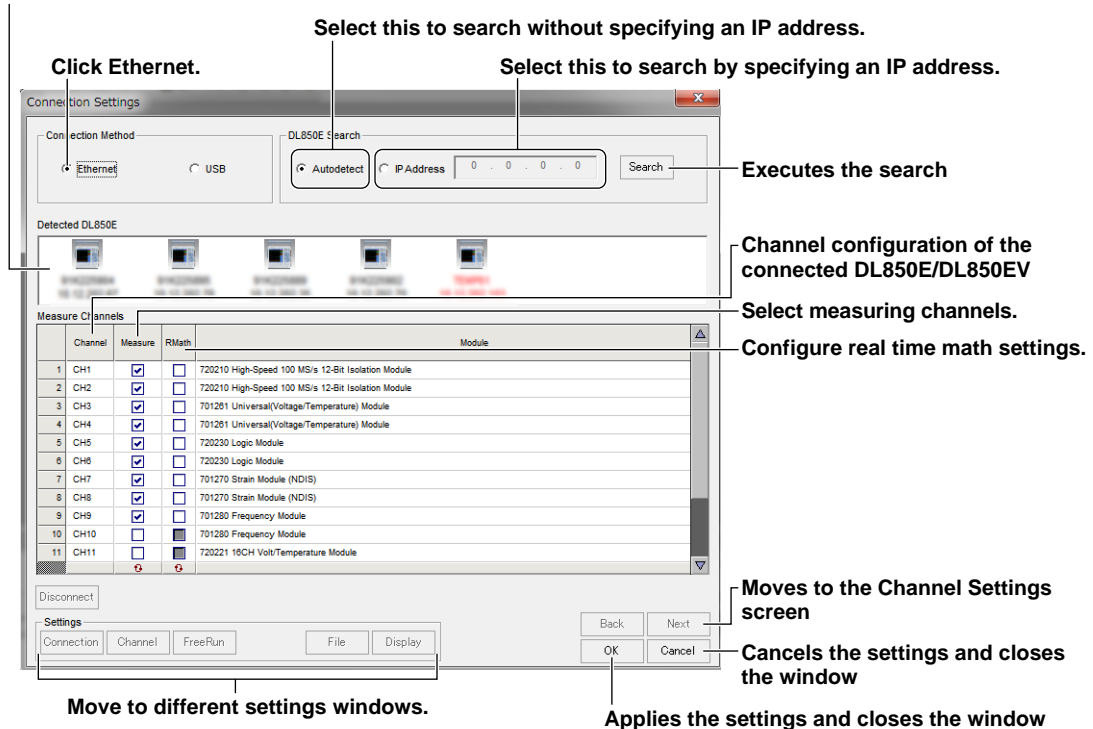 Select this to search without specifying an IP address.
Click Ethernet.
Select this to search by specifying an IP address.
Connection Settings
Connection Method
DL850E Search
Ethernet
USB
Autodetect
IP Address
0 . 0 . 0 . 0
Search
Executes the search
Detected DL850E
Channel configuration of the
connected DL850E/DL850EV
Measure Channels
Select measuring channels.
Channel Measure RMath Module
Configure real time math settings.
1 CH1 720210 High-Speed 100 MS/s 12-Bit Isolation Module
2 CH2 720210 High-Speed 100 MS/s 12-Bit Isolation Module
3 CH3 701261 Universal(Voltage/Temperature) Module
4 CH4 701261 Universal(Voltage/Temperature) Module
5 CH5 720230 Logic Module
6 CH6 720230 Logic Module
7 CH7 701270 Strain Module (NDIS)
8 CH8 701270 Strain Module (NDIS)
9 CH9 701280 Frequency Module
10 CH10 701280 Frequency Module
11 CH11 720221 16CH Volt/Temperature Module
Disconnect
Settings
Connection Channel FreeRun File Display
Back Next
OK Cancel
Moves to the Channel Settings
screen
Cancels the settings and closes
the window
Move to different settings windows.
Applies the settings and closes the window